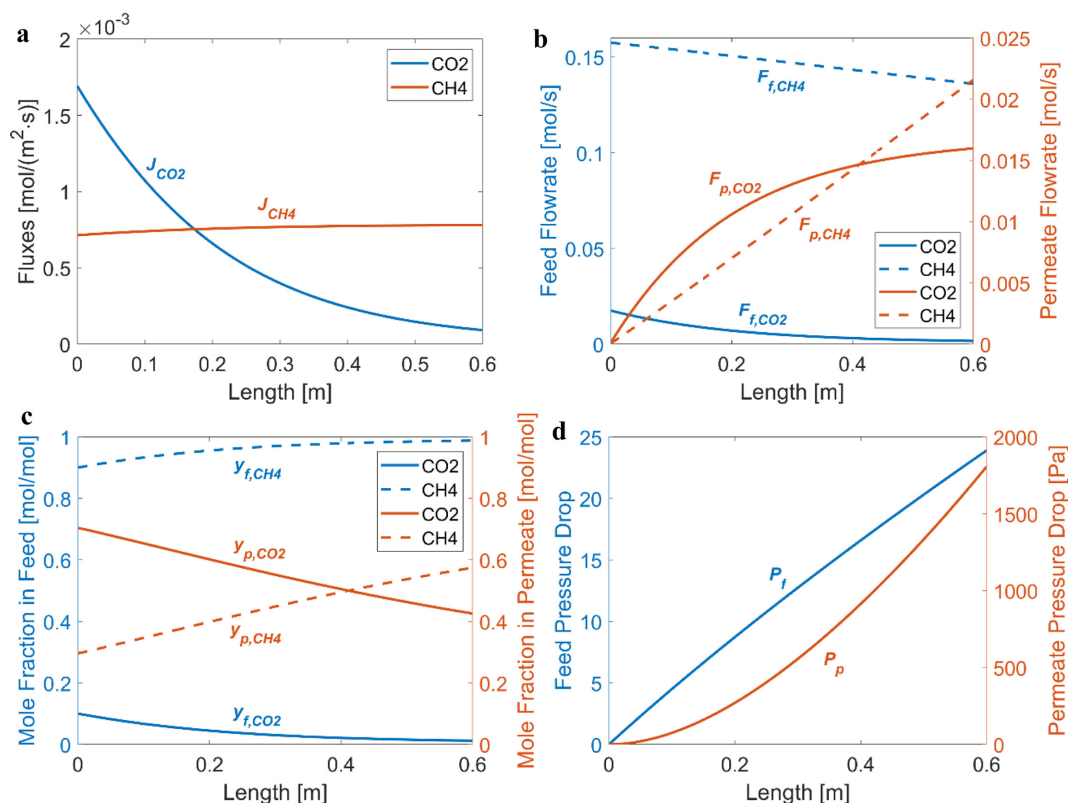 a
×10⁻³
2
1.5
1
0.5
0
Fluxes [mol/(m²·s)]
CO2
CH4
J_CO2
J_CH4
0 0.1 0.2 0.3 0.4 0.5 0.6
Length [m]
b
0.15
0.1
0.05
0
Feed Flowrate [mol/s]
F_f,CH4
F_p,CO2
F_p,CH4
F_f,CO2
CO2
CH4
CO2
CH4
0.025
0.02
0.015
0.01
0.005
0
Permeate Flowrate [mol/s]
0 0.2 0.4 0.6
Length [m]
c
1
0.8
0.6
0.4
0.2
0
Mole Fraction in Feed [mol/mol]
y_f,CH4
y_p,CO2
y_p,CH4
y_f,CO2
CO2
CH4
CO2
CH4
1
0.8
0.6
0.4
0.2
0
Mole Fraction in Permeate [mol/mol]
0 0.2 0.4 0.6
Length [m]
d
25
20
15
10
5
0
Feed Pressure Drop
P_f
P_p
2000
1500
1000
500
0
Permeate Pressure Drop [Pa]
0 0.2 0.4 0.6
Length [m]